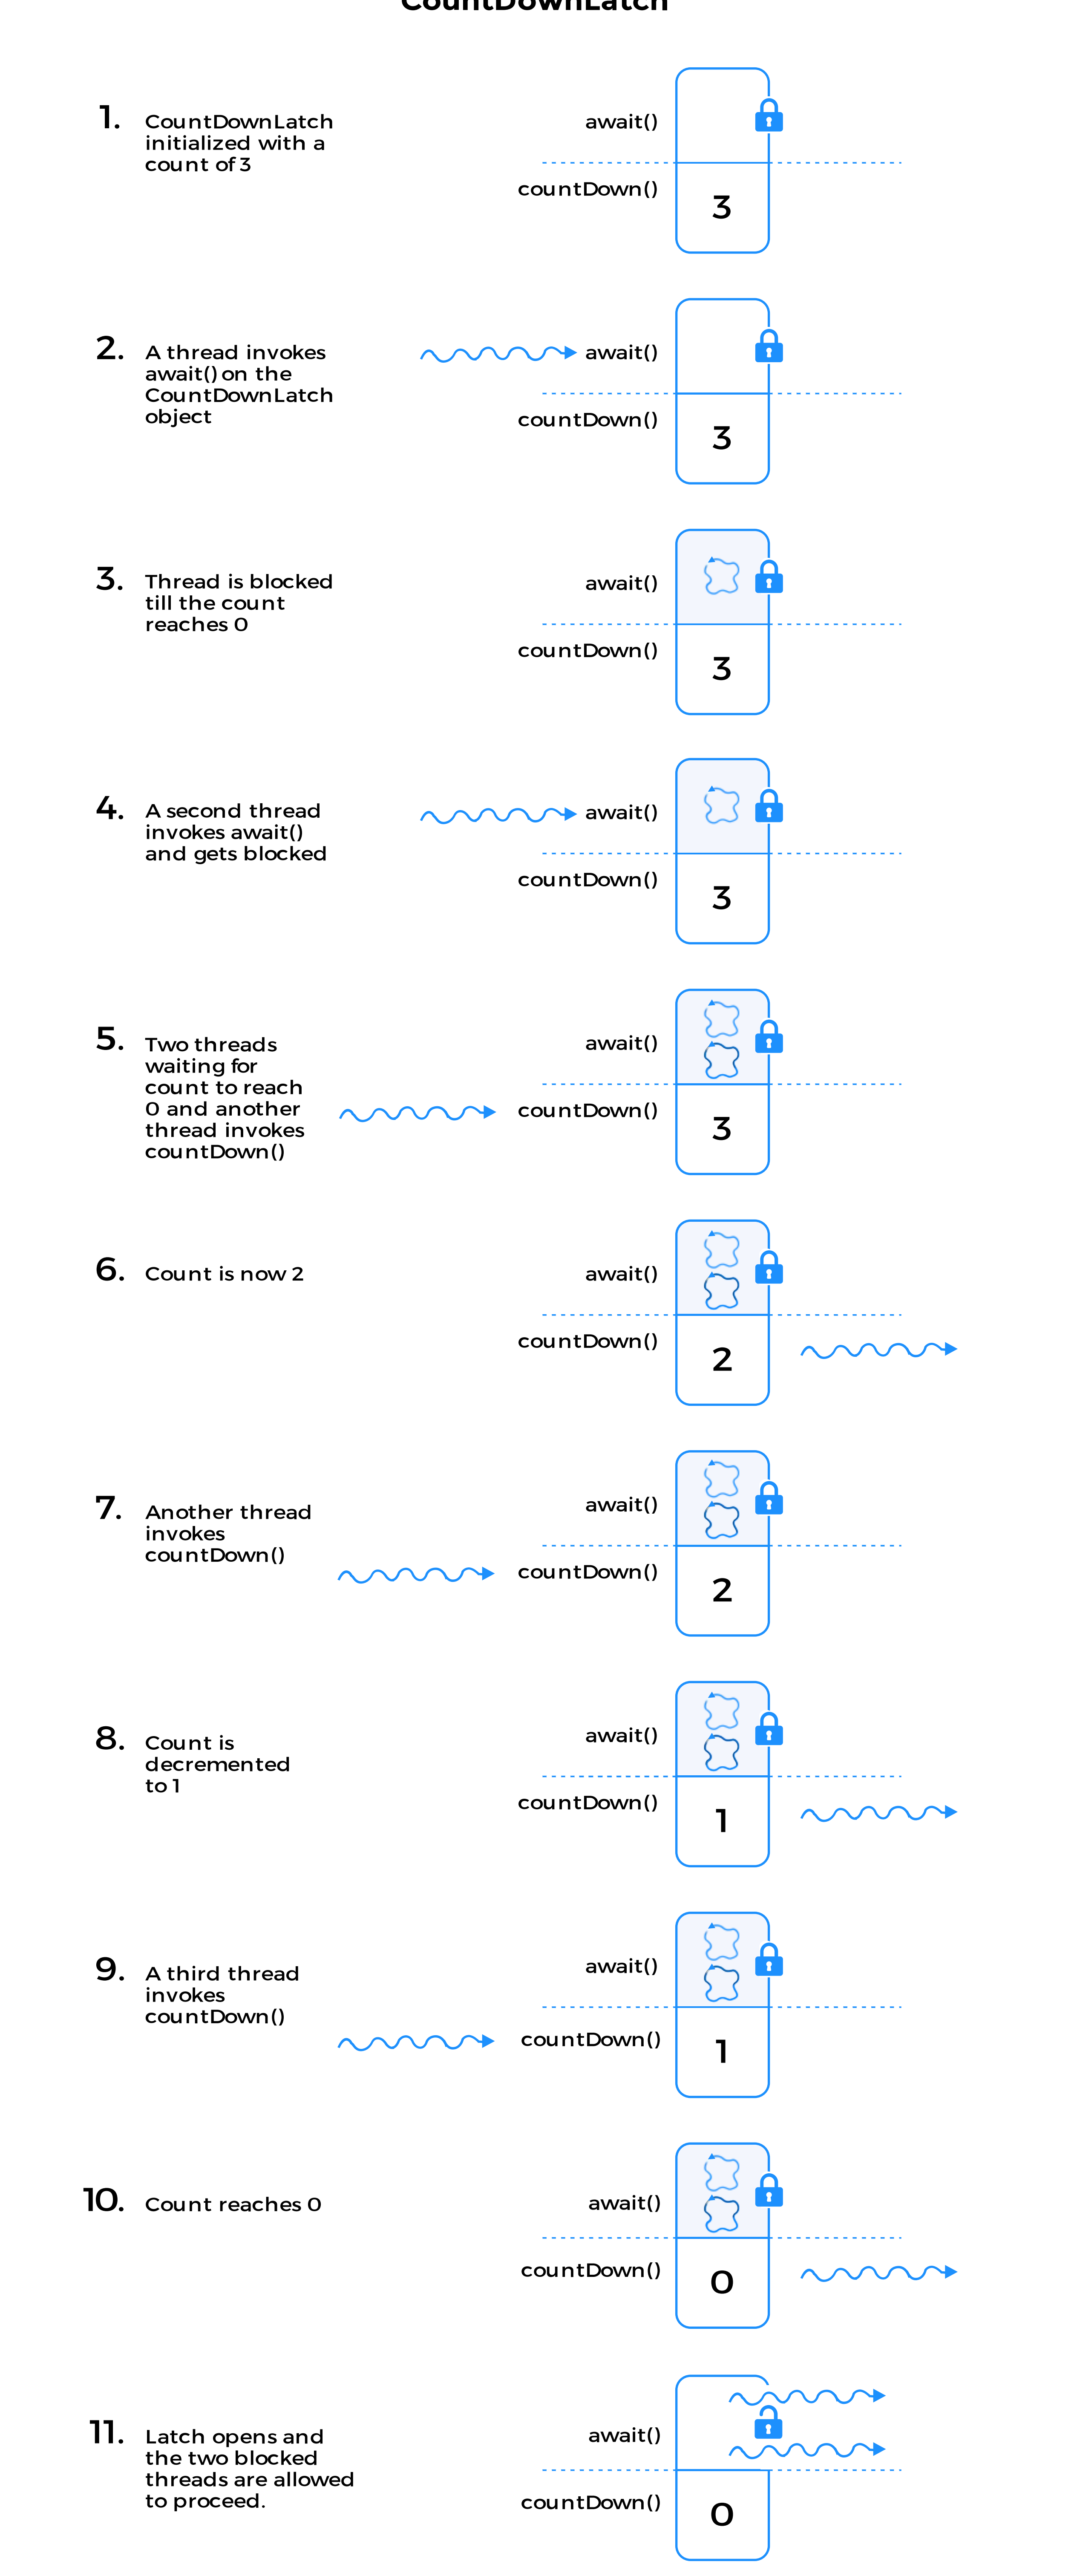 CountDownLatch
1.
CountDownLatch
initialized with a
count of 3
await()
countDown()
3
2.
A thread invokes
await() on the
CountDownLatch
object
await()
countDown()
3
3.
Thread is blocked
till the count
reaches 0
await()
countDown()
3
4.
A second thread
invokes await()
and gets blocked
await()
countDown()
3
5.
Two threads
waiting for
count to reach
0 and another
thread invokes
countDown()
await()
countDown()
3
6.
Count is now 2
await()
countDown()
2
7.
Another thread
invokes
countDown()
await()
countDown()
2
8.
Count is
decremented
to 1
await()
countDown()
1
9.
A third thread
invokes
countDown()
await()
countDown()
1
10.
Count reaches 0
await()
countDown()
0
11.
Latch opens and
the two blocked
threads are allowed
to proceed.
await()
countDown()
0